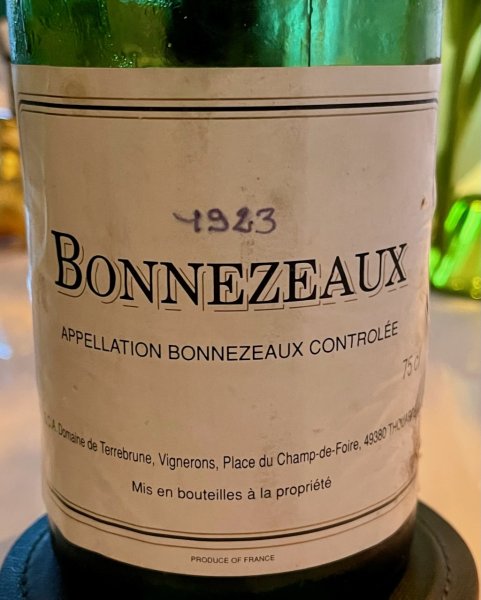 1923
BONNEZEAUX
APPELLATION BONNEZEAUX CONTROLÉE
75 cl
Domaine de Terrebrune, Vignerons, Place du Champ-de-Foire, 49380
Mis en bouteilles à la propriété
PRODUCE OF FRANCE